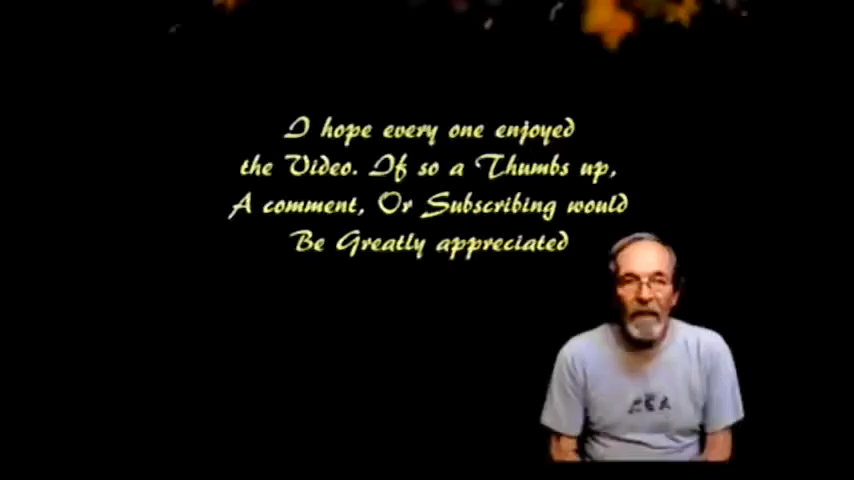 I hope every one enjoyed
the Video. If so a Thumbs up,
A comment, Or Subscribing would
Be Greatly appreciated